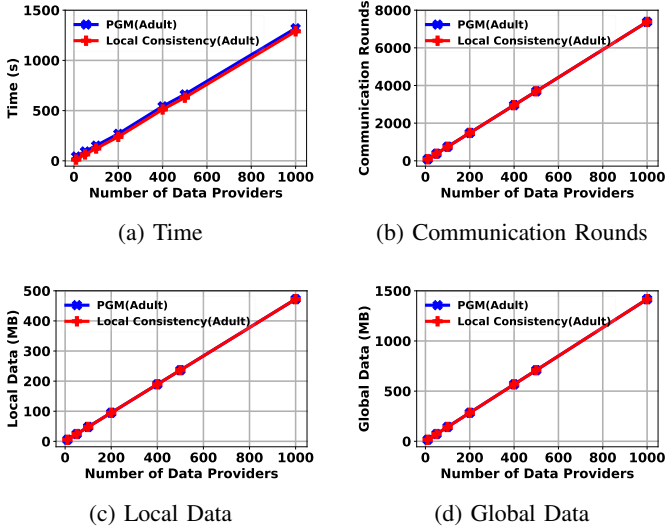 1500
1000
500
0
Time (s)
PGM(Adult)
Local Consistency(Adult)
0 200 400 600 800 1000
Number of Data Providers
(a) Time
8000
6000
4000
2000
0
Communication Rounds
PGM(Adult)
Local Consistency(Adult)
0 200 400 600 800 1000
Number of Data Providers
(b) Communication Rounds
500
400
300
200
100
0
Local Data (MB)
PGM(Adult)
Local Consistency(Adult)
0 200 400 600 800 1000
Number of Data Providers
(c) Local Data
1500
1000
500
0
Global Data (MB)
PGM(Adult)
Local Consistency(Adult)
0 200 400 600 800 1000
Number of Data Providers
(d) Global Data